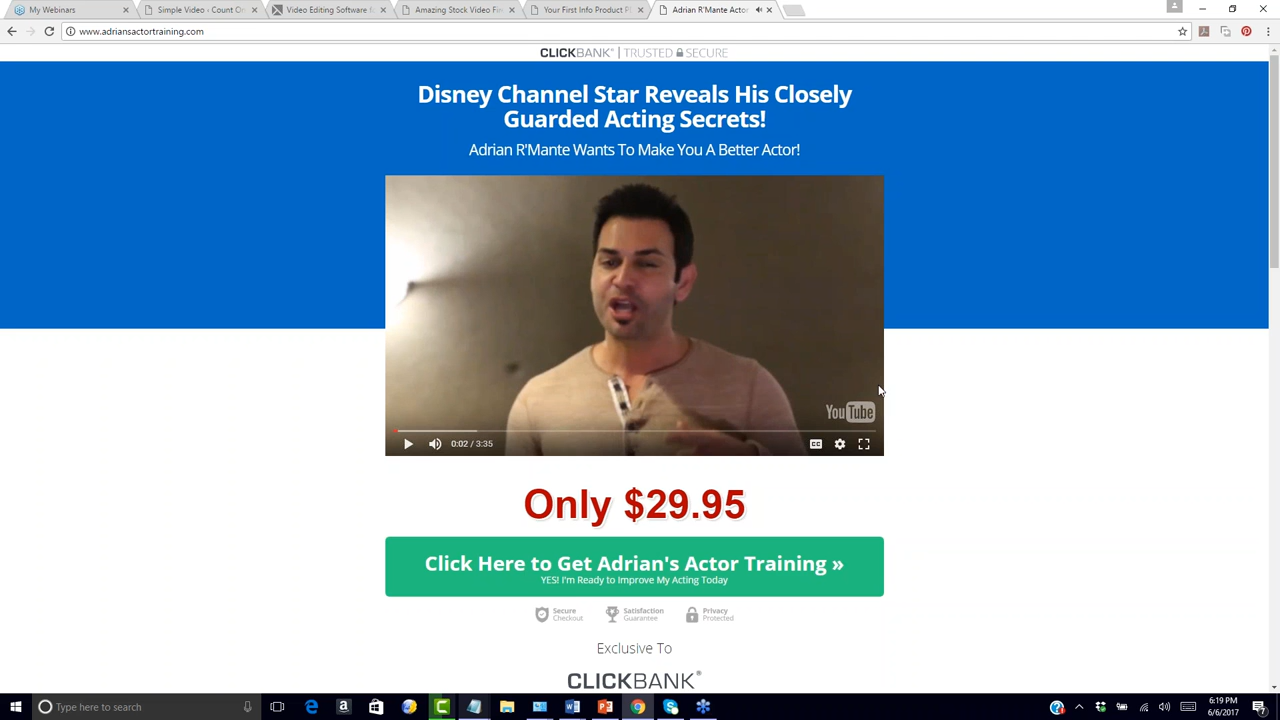 My Webinars
Simple Video « Count On
Video Editing Software fo
Amazing Stock Video Fir
Your First Info Product P
Adrian R'Mante Actor
www.adriansactortraining.com
CLICKBANK® | TRUSTED SECURE
Disney Channel Star Reveals His Closely
Guarded Acting Secrets!
Adrian R'Mante Wants To Make You A Better Actor!
YouTube
0:02 / 3:35
CC
Only $29.95
Click Here to Get Adrian's Actor Training »
YES! I'm Ready to Improve My Acting Today
Secure
Checkout
Satisfaction
Guarantee
Privacy
Protected
Exclusive To
CLICKBANK®
Type here to search
6:19 PM
6/6/2017